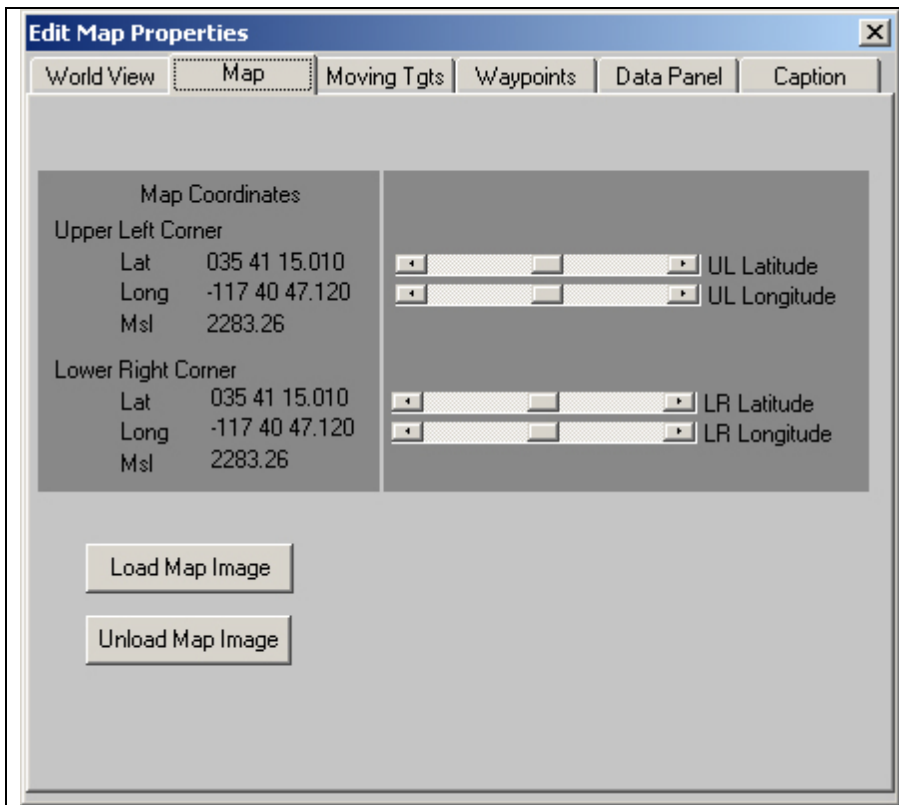 Edit Map Properties
World View Map Moving Tgts Waypoints Data Panel Caption
Map Coordinates
Upper Left Corner
Lat 035 41 15.010
Long -117 40 47.120
Msl 2283.26
UL Latitude
UL Longitude
Lower Right Corner
Lat 035 41 15.010
Long -117 40 47.120
Msl 2283.26
LR Latitude
LR Longitude
Load Map Image
Unload Map Image